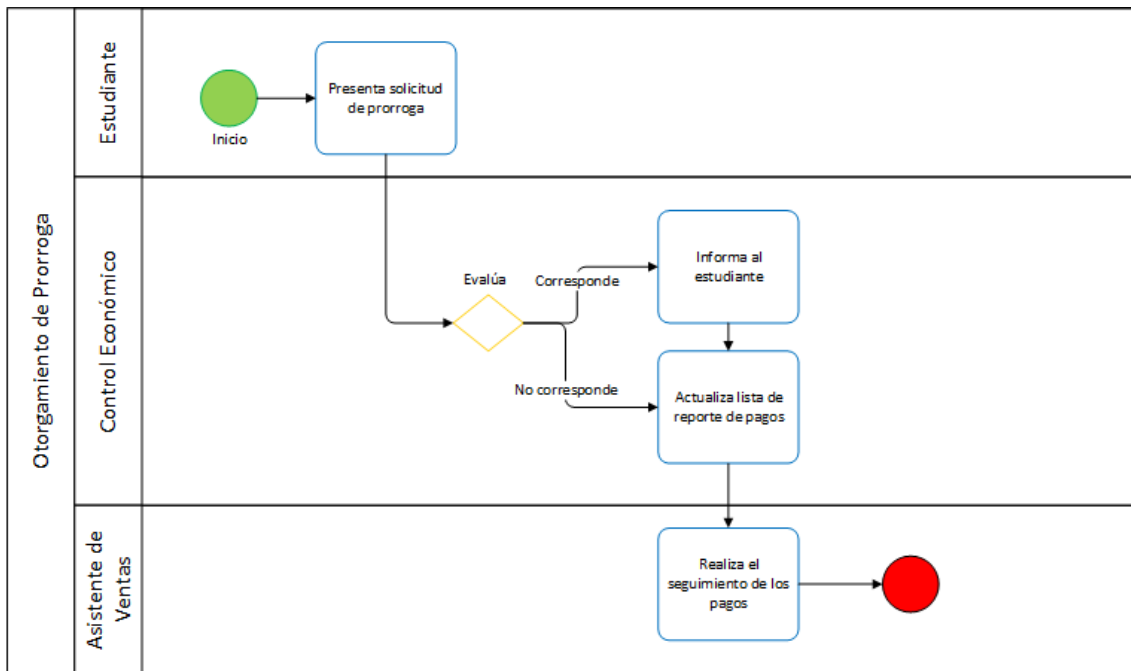 Otorgamiento de Prorroga
Estudiante
Inicio
Presenta solicitud
de prorroga
Control Económico
Evalúa
Corresponde
No corresponde
Informa al
estudiante
Actualiza lista de
reporte de pagos
Asistente de
Ventas
Realiza el
seguimiento de los
pagos